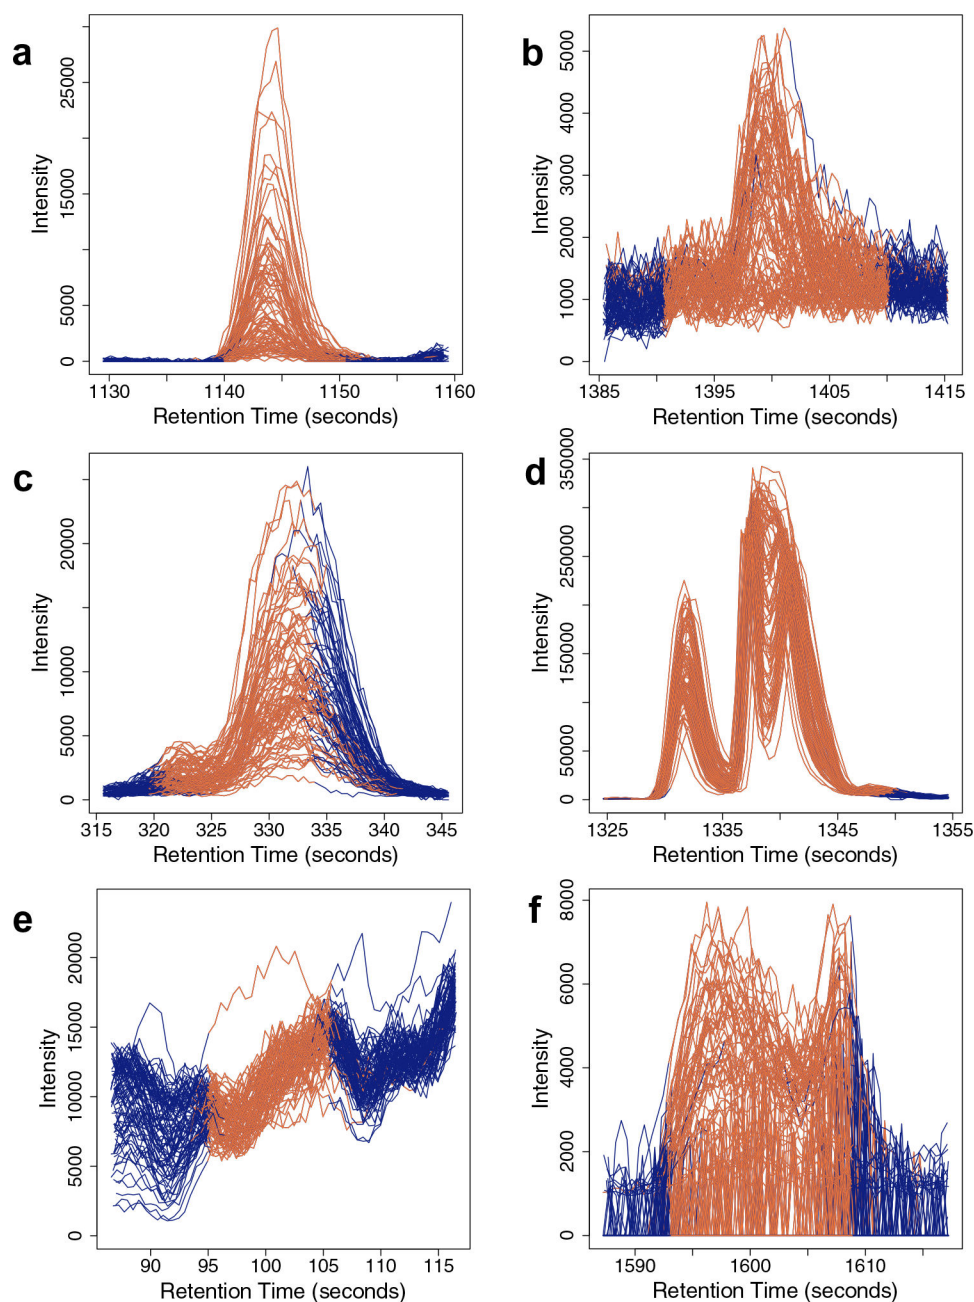 a
Intensity
0 5000 15000 25000
1130 1140 1150 1160
Retention Time (seconds)
b
Intensity
0 1000 2000 3000 4000 5000
1385 1395 1405 1415
Retention Time (seconds)
c
Intensity
0 5000 10000 20000
315 320 325 330 335 340 345
Retention Time (seconds)
d
Intensity
0 50000 150000 250000 350000
1325 1335 1345 1355
Retention Time (seconds)
e
Intensity
0 5000 10000 15000 20000
90 95 100 105 110 115
Retention Time (seconds)
f
Intensity
0 2000 4000 6000 8000
1590 1600 1610
Retention Time (seconds)